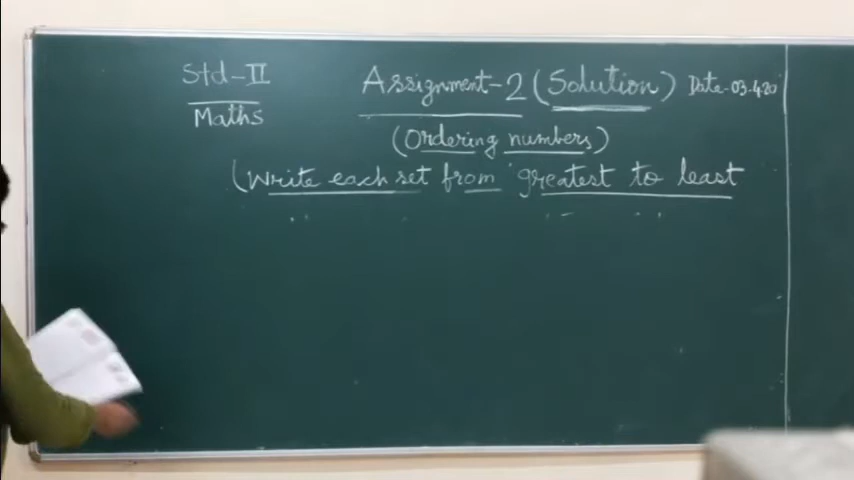 Std-II
Maths
Assignment-2 (Solution) Date-03.4.20
(Ordering numbers)
(Write each set from greatest to least